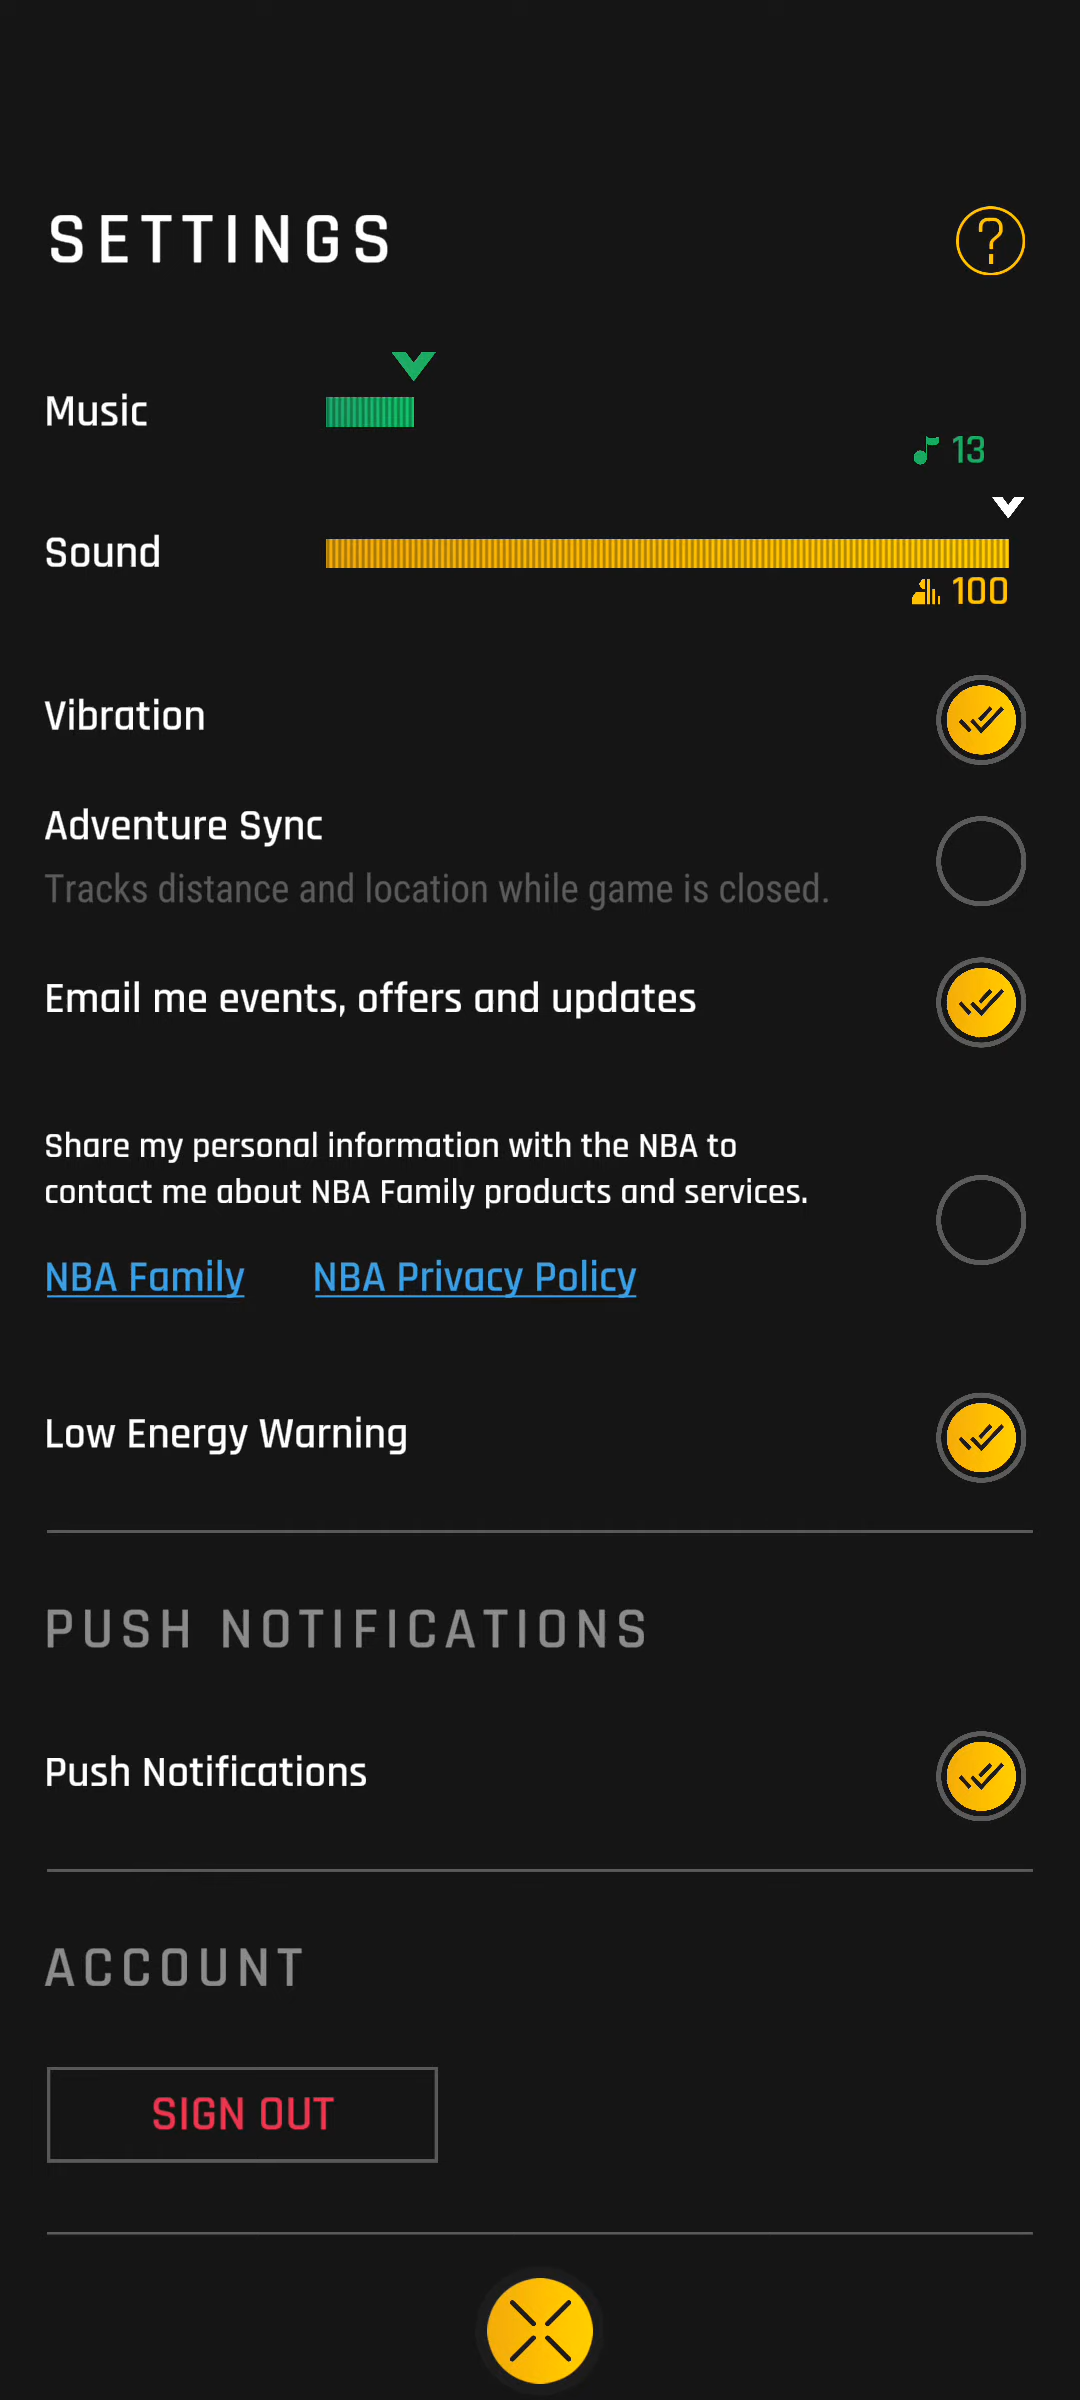 SETTINGS
?
Music
13
Sound
100
Vibration
Adventure Sync
Tracks distance and location while game is closed.
Email me events, offers and updates
Share my personal information with the NBA to
contact me about NBA Family products and services.
NBA Family NBA Privacy Policy
Low Energy Warning
PUSH NOTIFICATIONS
Push Notifications
ACCOUNT
SIGN OUT